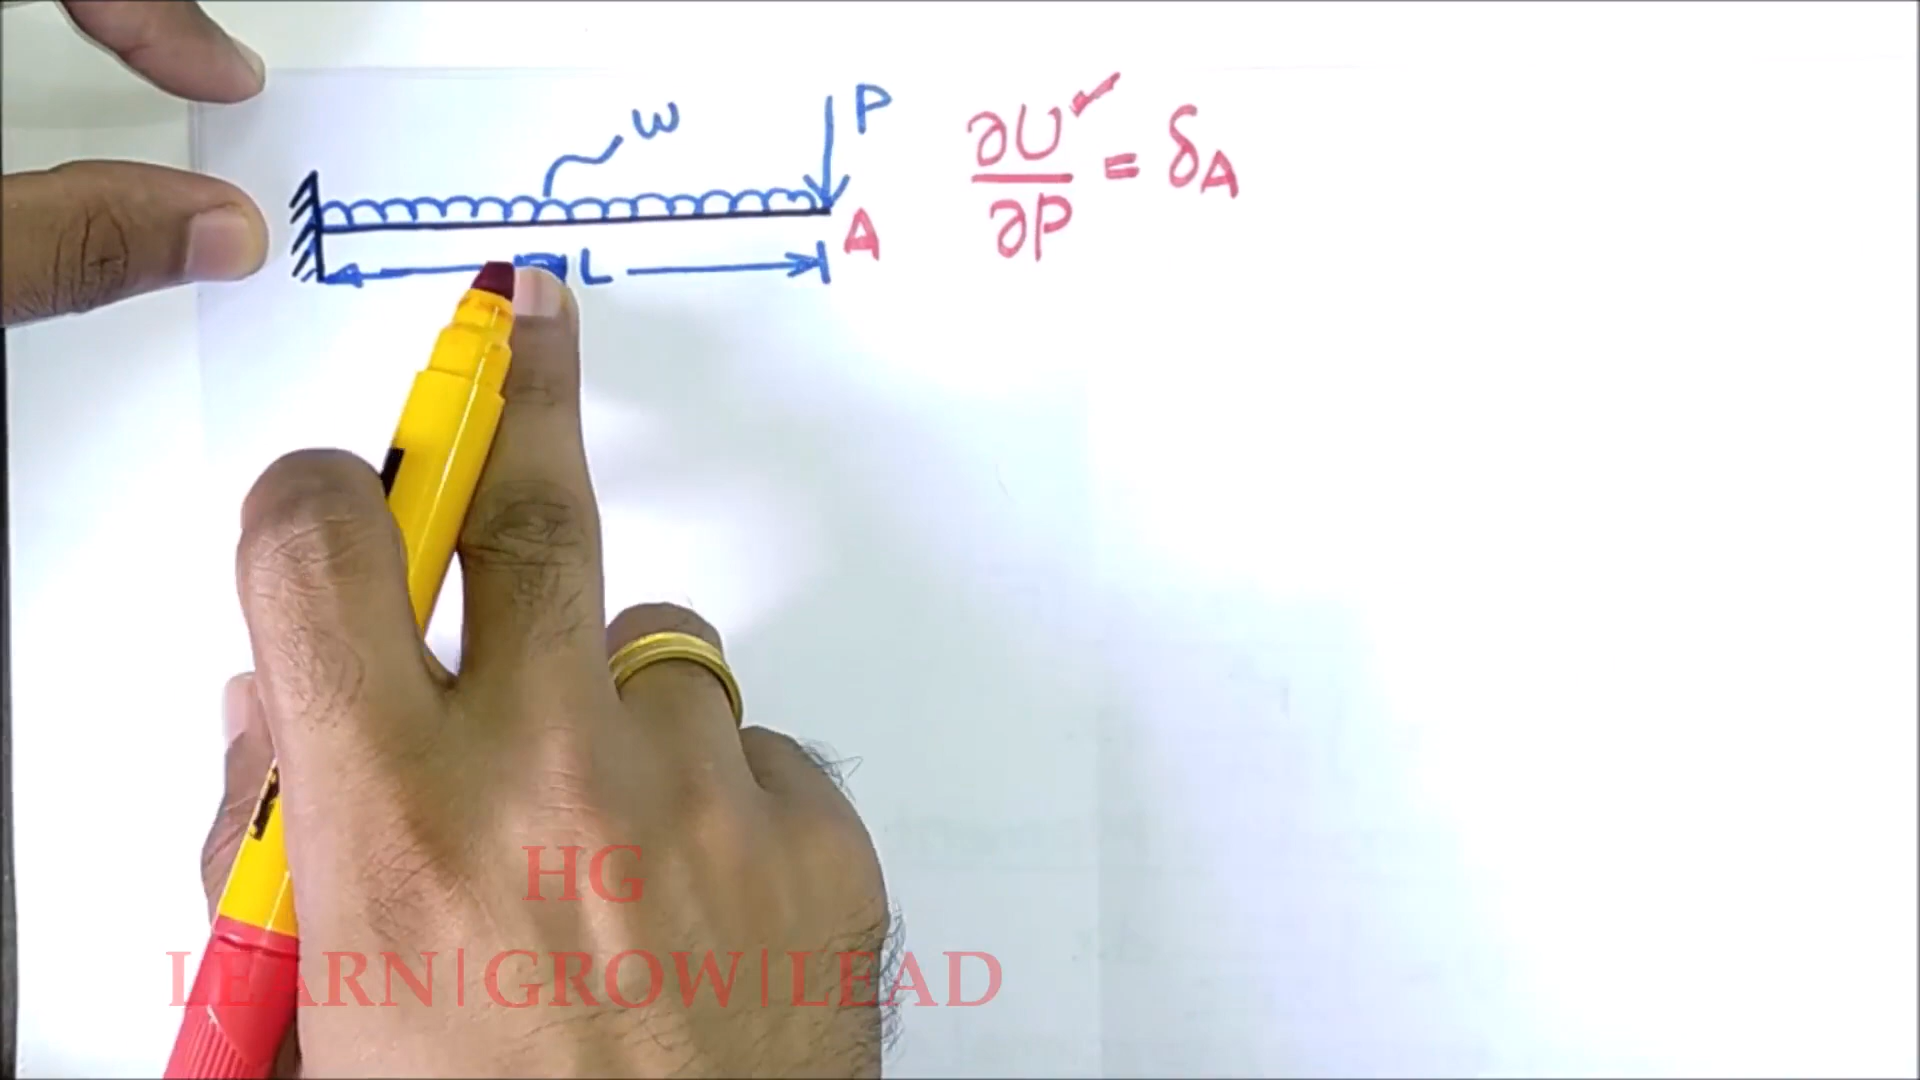 w
P
A
L
∂U/∂P = δA
HG
LEARN|GROW|LEAD